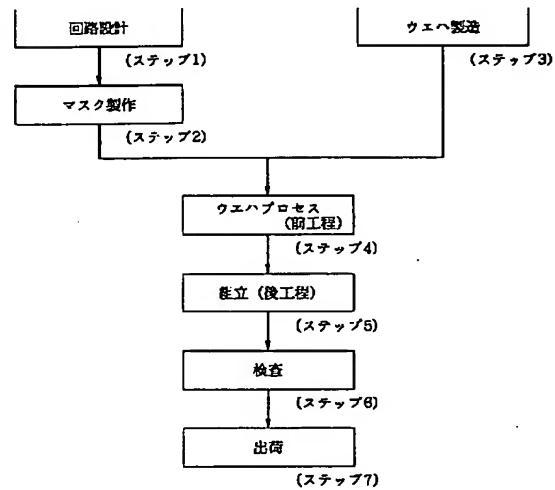 回路設計
(ステップ1)
ウエハ製造
(ステップ3)
マスク製作
(ステップ2)
ウエハプロセス
(前工程)
(ステップ4)
組立(後工程)
(ステップ5)
検査
(ステップ6)
出荷
(ステップ7)